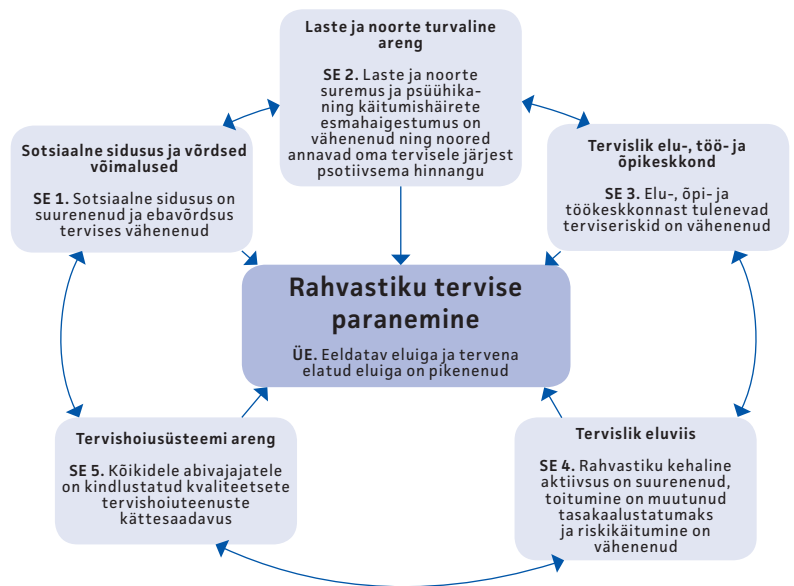 Laste ja noorte turvaline
areng
SE 2. Laste ja noorte
suremus ja psüühika-
ning käitumishäirete
esmahaigestumus on
vähenenud ning noored
annavad oma tervisele järjest
psotiivsema hinnangu
Sotsiaalne sidusus ja võrdsed
võimalused
SE 1. Sotsiaalne sidusus on
suurenenud ja ebavõrdsus
tervises vähenenud
Tervislik elu-, töö- ja
õpikeskkond
SE 3. Elu-, õpi- ja
töökeskkonnast tulenevad
terviseriskid on vähenenud
Rahvastiku tervise
paranemine
ÜE. Eeldatav eluiga ja tervena
elatud eluiga on pikenenud
Tervishoiusüsteemi areng
SE 5. Kõikidele abivajajatele
on kindlustatud kvaliteetsete
tervishoiuteenuste
kättesaadavus
Tervislik eluviis
SE 4. Rahvastiku kehaline
aktiivsus on suurenenud,
toitumine on muutunud
tasakaalustatumaks
ja riskikäitumine on
vähenenud